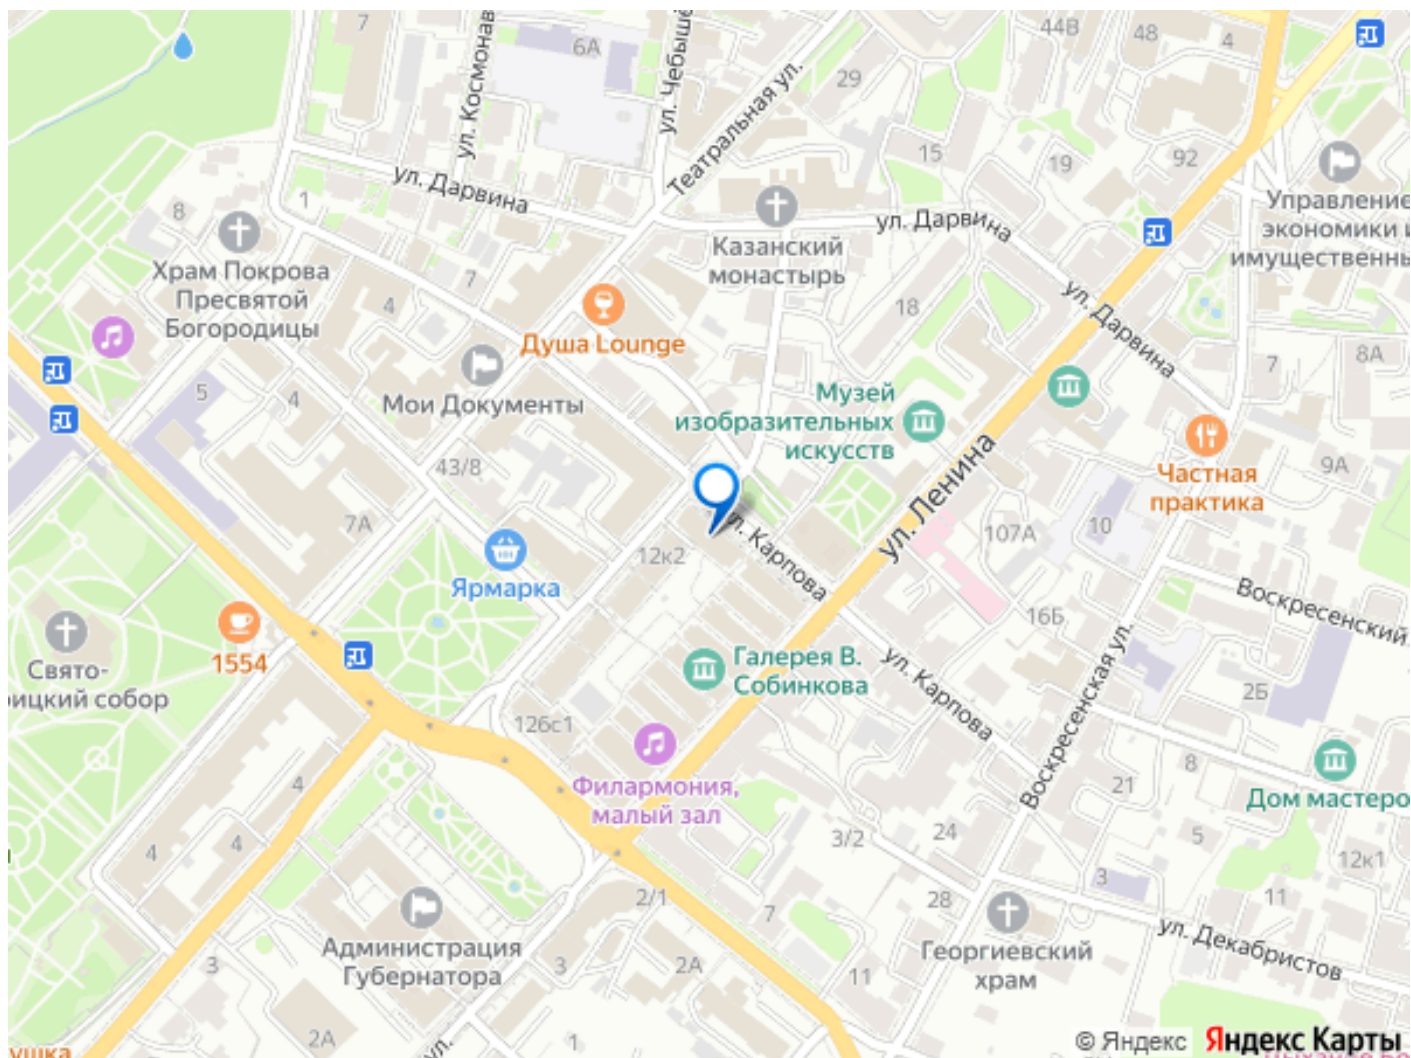 7
6А
ул. Космонав
ул. Чебыше
Театральная ул.
29
44В
48
4
15
19
92
Управление
экономики и
имущественны
ул. Дарвина
1
8
Храм Покрова
Пресвятой
Богородицы
7
4
Казанский
монастырь
ул. Дарвина
18
ул. Дарвина
7
8А
Душа Lounge
Мои Документы
5
4
Музей
изобразительных
искусств
43/8
7А
ул. Ленина
Частная
практика
9А
10
107А
12к2
ул. Карпова
Ярмарка
16Б
Воскресенский
1554
Свято-
оицкий собор
Галерея В.
Собинкова
ул. Карпова
Воскресенская ул.
2Б
126с1
Филармония,
малый зал
4
4
4
21
8
Дом мастеро
5
12к1
3/2
24
3
11
28
2/1
7
Администрация
Губернатора
Георгиевский
храм
ул. Декабристов
3
3
2А
11
2А
1
ул.
ушка
© Яндекс Яндекс Карты